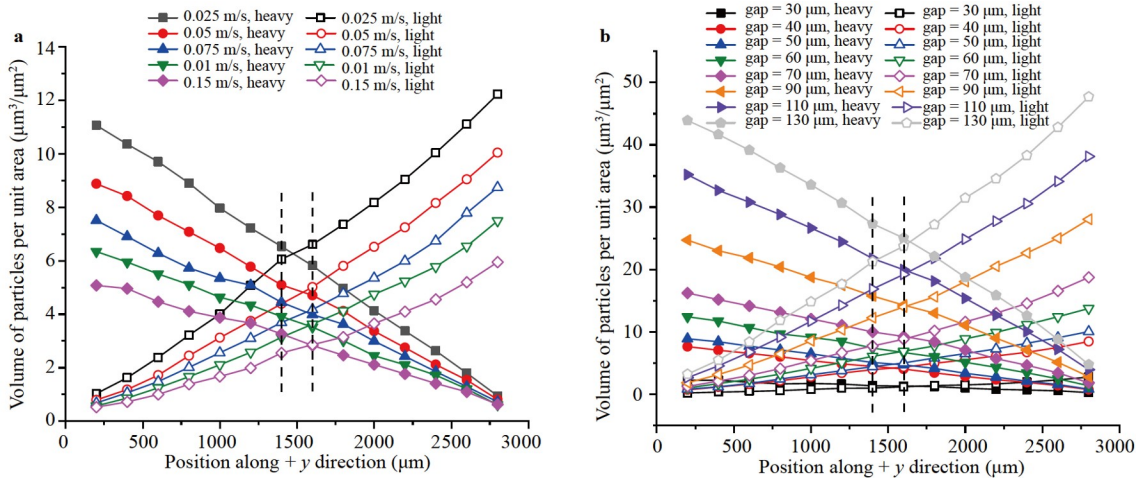 a
0.025 m/s, heavy
0.05 m/s, heavy
0.075 m/s, heavy
0.01 m/s, heavy
0.15 m/s, heavy
0.025 m/s, light
0.05 m/s, light
0.075 m/s, light
0.01 m/s, light
0.15 m/s, light
Volume of particles per unit area (μm³/μm²)
14
12
10
8
6
4
2
0
0
500
1000
1500
2000
2500
3000
Position along + y direction (μm)
b
gap = 30 μm, heavy
gap = 40 μm, heavy
gap = 50 μm, heavy
gap = 60 μm, heavy
gap = 70 μm, heavy
gap = 90 μm, heavy
gap = 110 μm, heavy
gap = 130 μm, heavy
gap = 30 μm, light
gap = 40 μm, light
gap = 50 μm, light
gap = 60 μm, light
gap = 70 μm, light
gap = 90 μm, light
gap = 110 μm, light
gap = 130 μm, light
Volume of particles per unit area (μm³/μm²)
50
40
30
20
10
0
0
500
1000
1500
2000
2500
3000
Position along + y direction (μm)